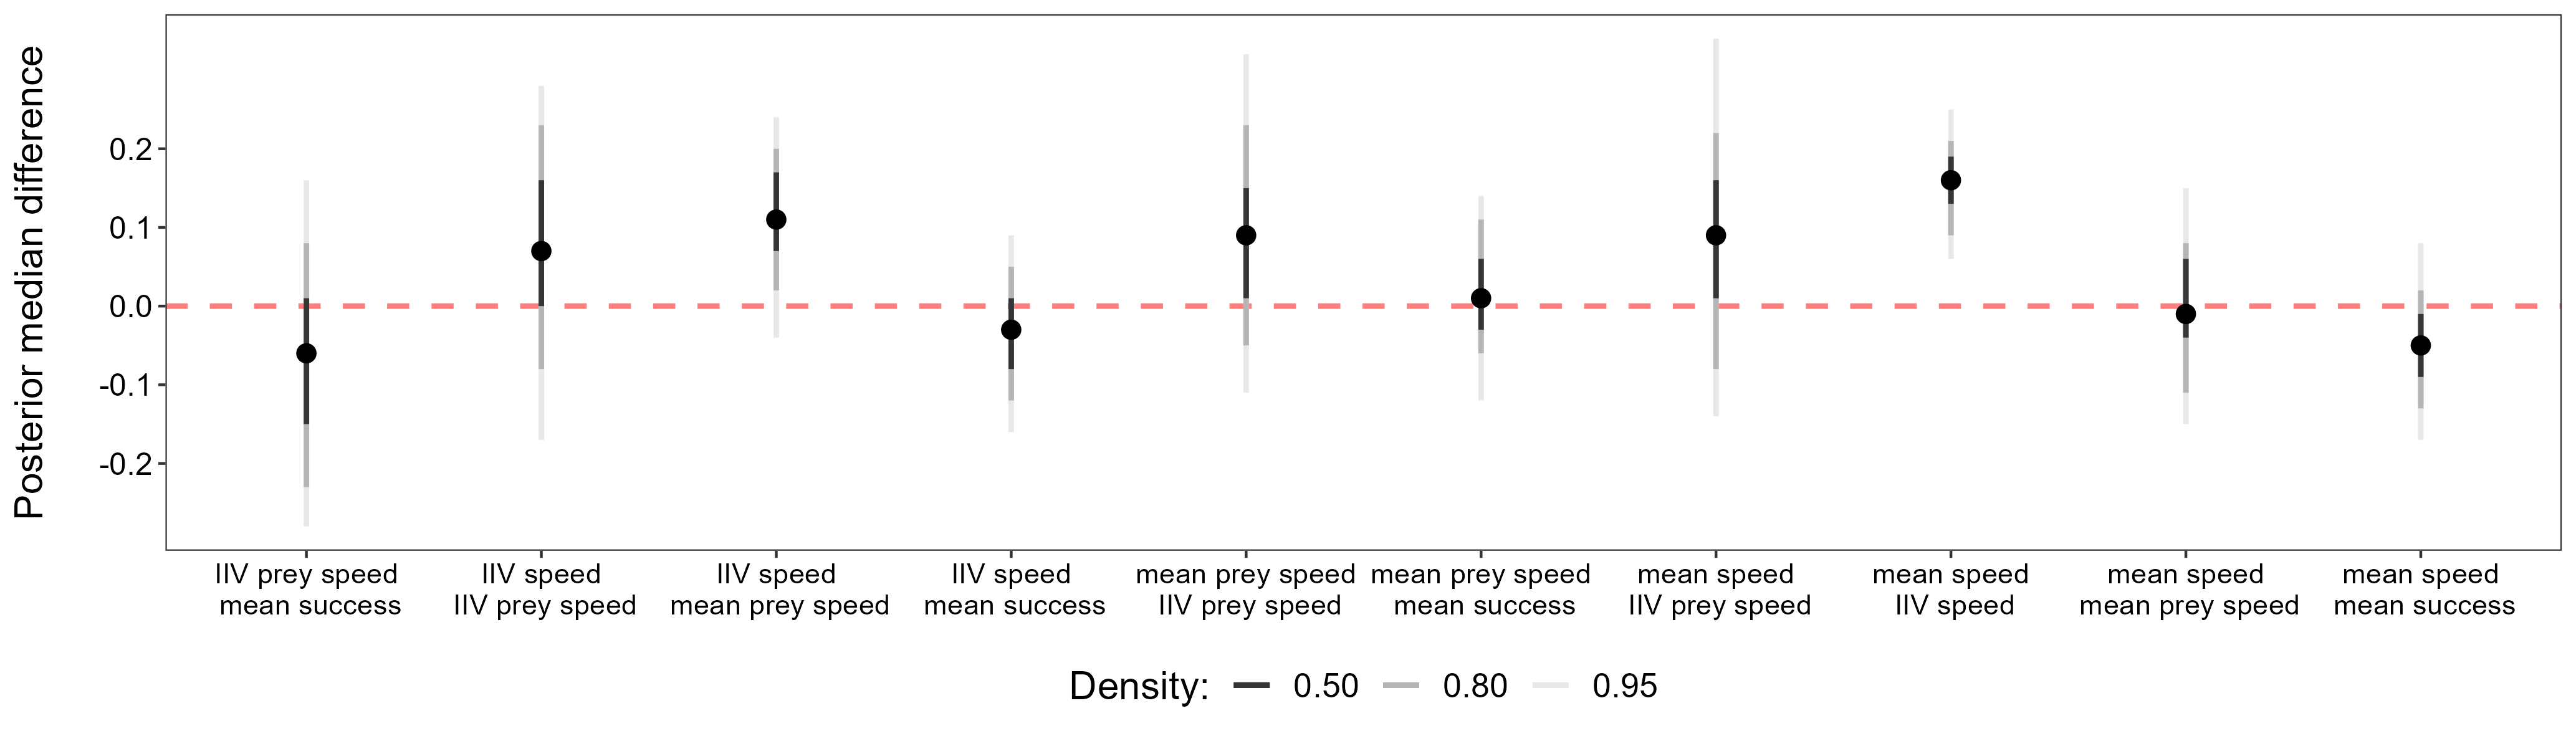 Posterior median difference
0.2
0.1
0.0
-0.1
-0.2
IIV prey speed
mean success
IIV speed
IIV prey speed
IIV speed
mean prey speed
IIV speed
mean success
mean prey speed
IIV prey speed
mean prey speed
mean success
mean speed
IIV prey speed
mean speed
IIV speed
mean speed
mean prey speed
mean speed
mean success
Density: 0.50 0.80 0.95